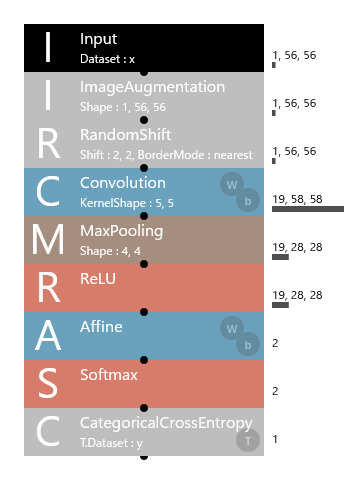 I Input
Dataset : x
1, 56, 56
I ImageAugmentation
Shape : 1, 56, 56
1, 56, 56
R RandomShift
Shift : 2, 2, BorderMode : nearest
1, 56, 56
C Convolution W
KernelShape : 5, 5 b
19, 58, 58
M MaxPooling
Shape : 4, 4
19, 28, 28
R ReLU
19, 28, 28
A Affine W
b
2
S Softmax
2
C CategoricalCrossEntropy
T.Dataset : y T
1